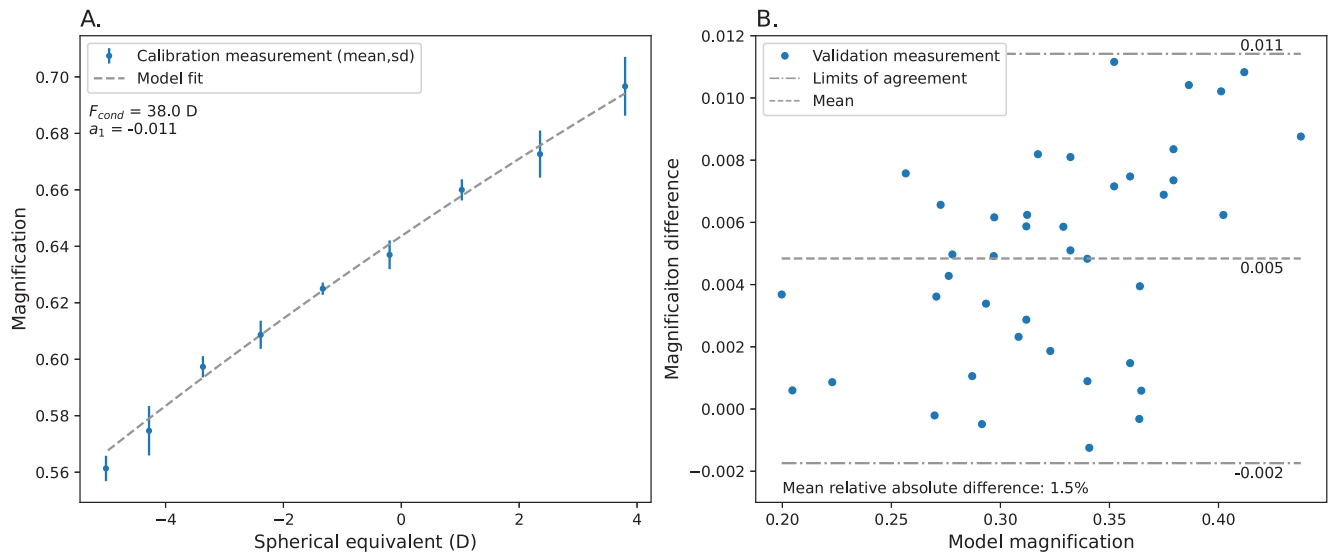 A.
Calibration measurement (mean,sd)
Model fit
F_cond = 38.0 D
a_1 = -0.011
Magnification
0.70
0.68
0.66
0.64
0.62
0.60
0.58
0.56
−4
−2
0
2
4
Spherical equivalent (D)
B.
Validation measurement
Limits of agreement
Mean
0.011
0.005
-0.002
Mean relative absolute difference: 1.5%
Magnificaiton difference
0.012
0.010
0.008
0.006
0.004
0.002
0.000
−0.002
0.20
0.25
0.30
0.35
0.40
Model magnification